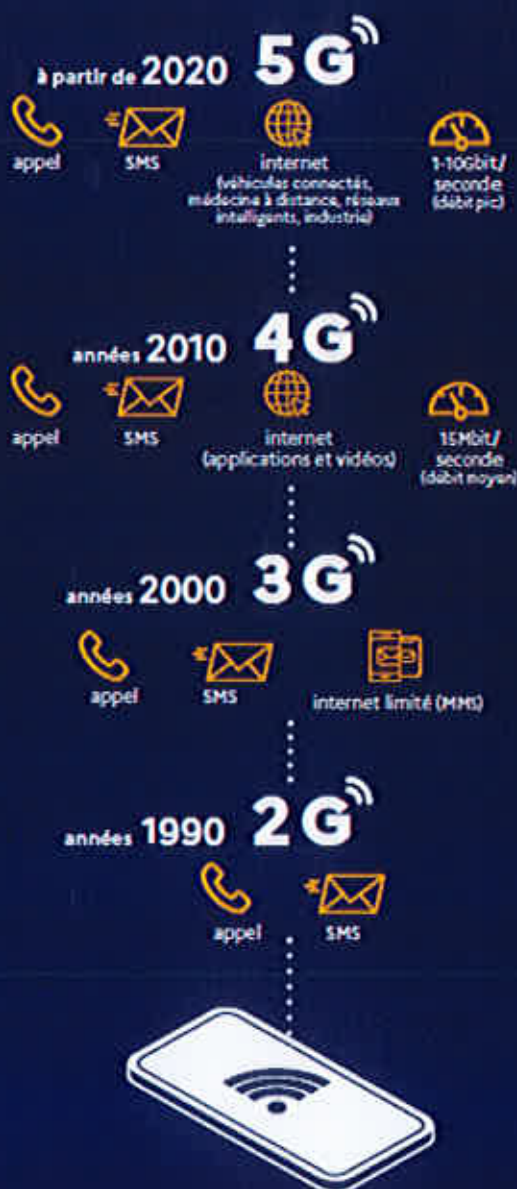 à partir de 2020 5G
appel
SMS
internet
(véhicules connectés,
médecine à distance, réseaux
intelligents, industrie)
1-10Gbit/
seconde
(débit pic)
années 2010 4G
appel
SMS
internet
(applications et vidéos)
15Mbit/
seconde
(débit moyen)
années 2000 3G
appel
SMS
internet limité (MMS)
années 1990 2G
appel
SMS